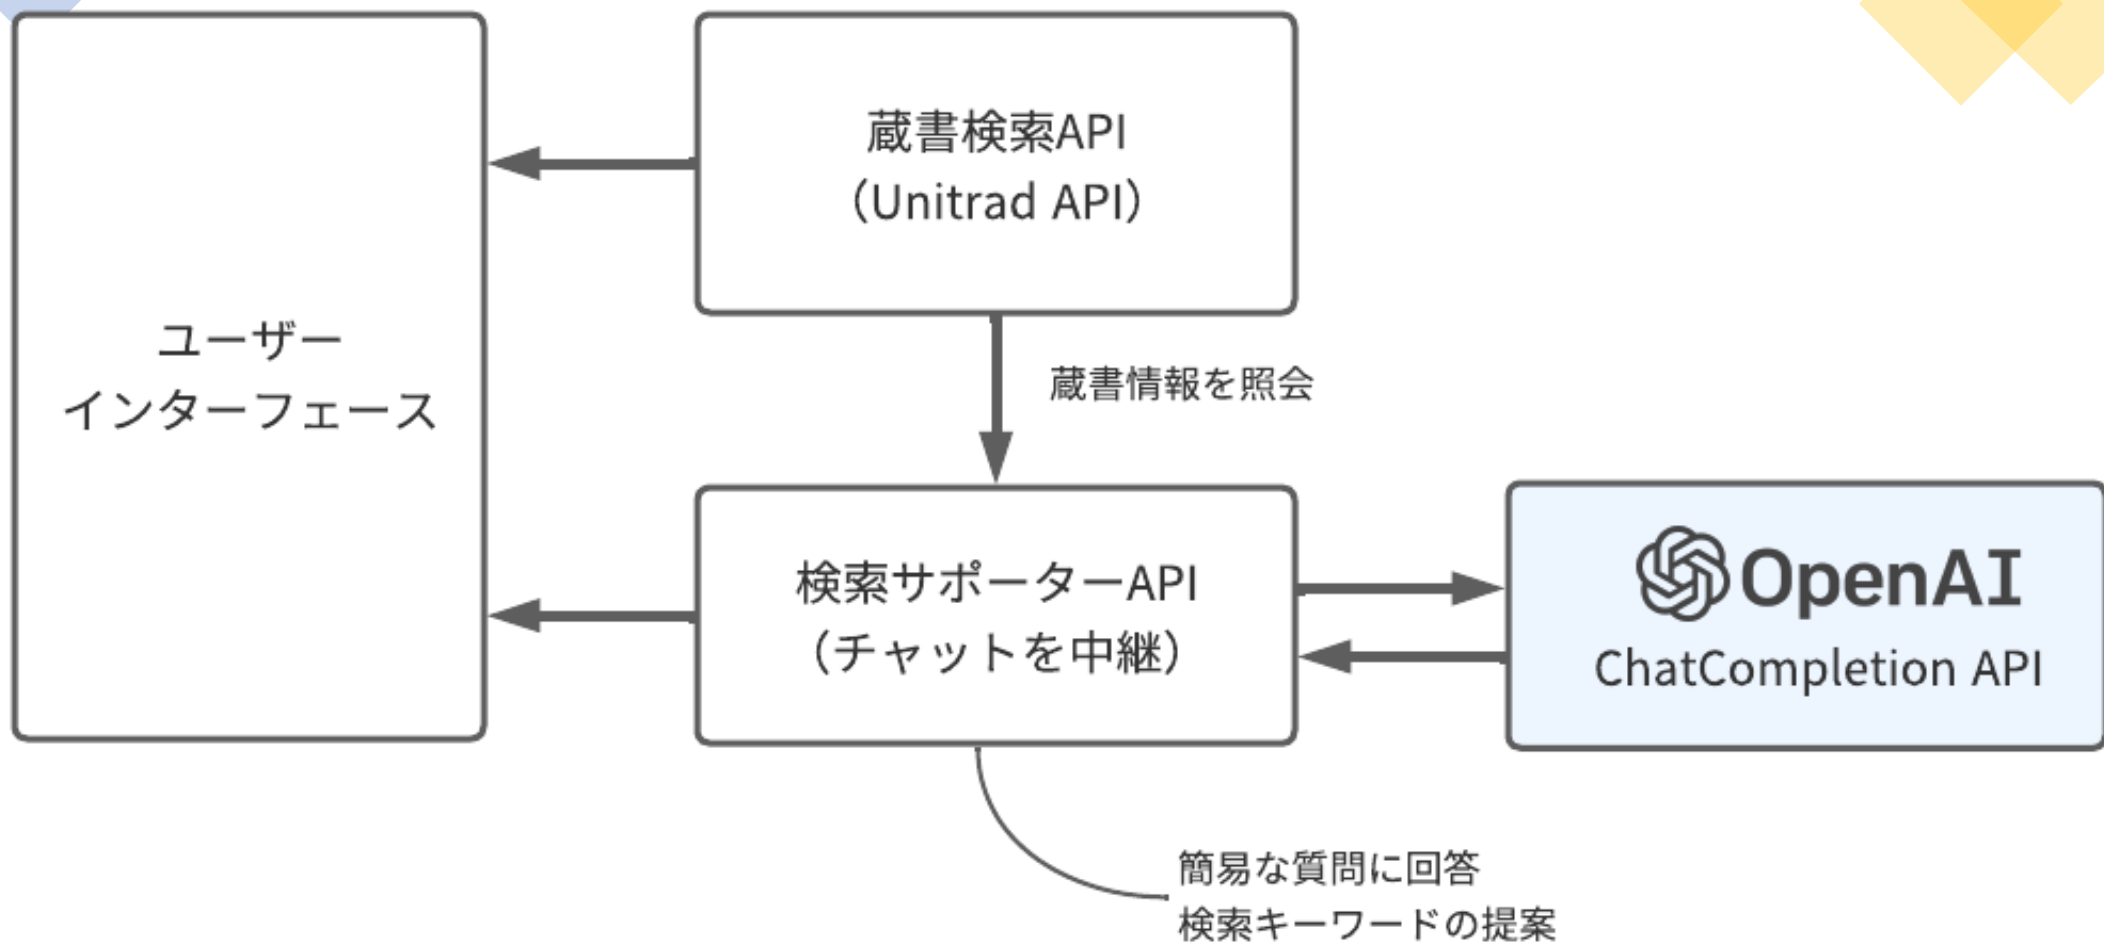 ユーザー
インターフェース
蔵書検索API
（Unitrad API）
蔵書情報を照会
検索サポーターAPI
（チャットを中継）
OpenAI
ChatCompletion API
簡易な質問に回答
検索キーワードの提案